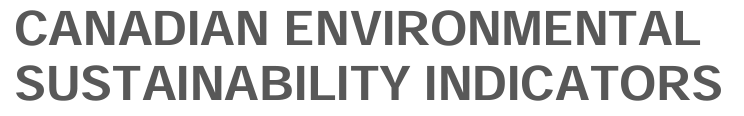 CANADIAN ENVIRONMENTAL
SUSTAINABILITY INDICATORS